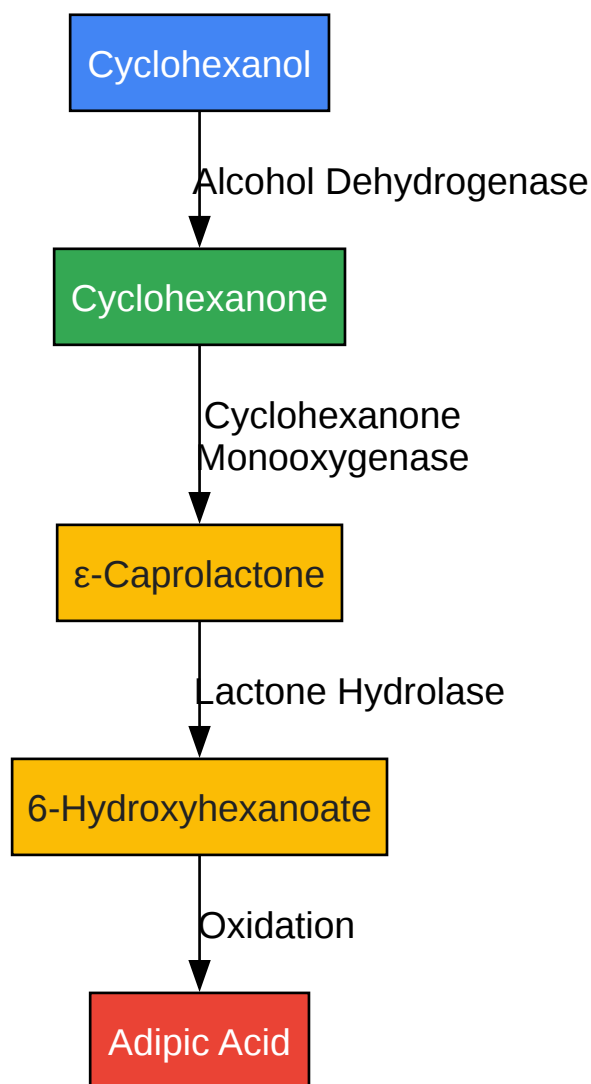 Cyclohexanol
Alcohol Dehydrogenase
Cyclohexanone
Cyclohexanone
Monooxygenase
ε-Caprolactone
Lactone Hydrolase
6-Hydroxyhexanoate
Oxidation
Adipic Acid